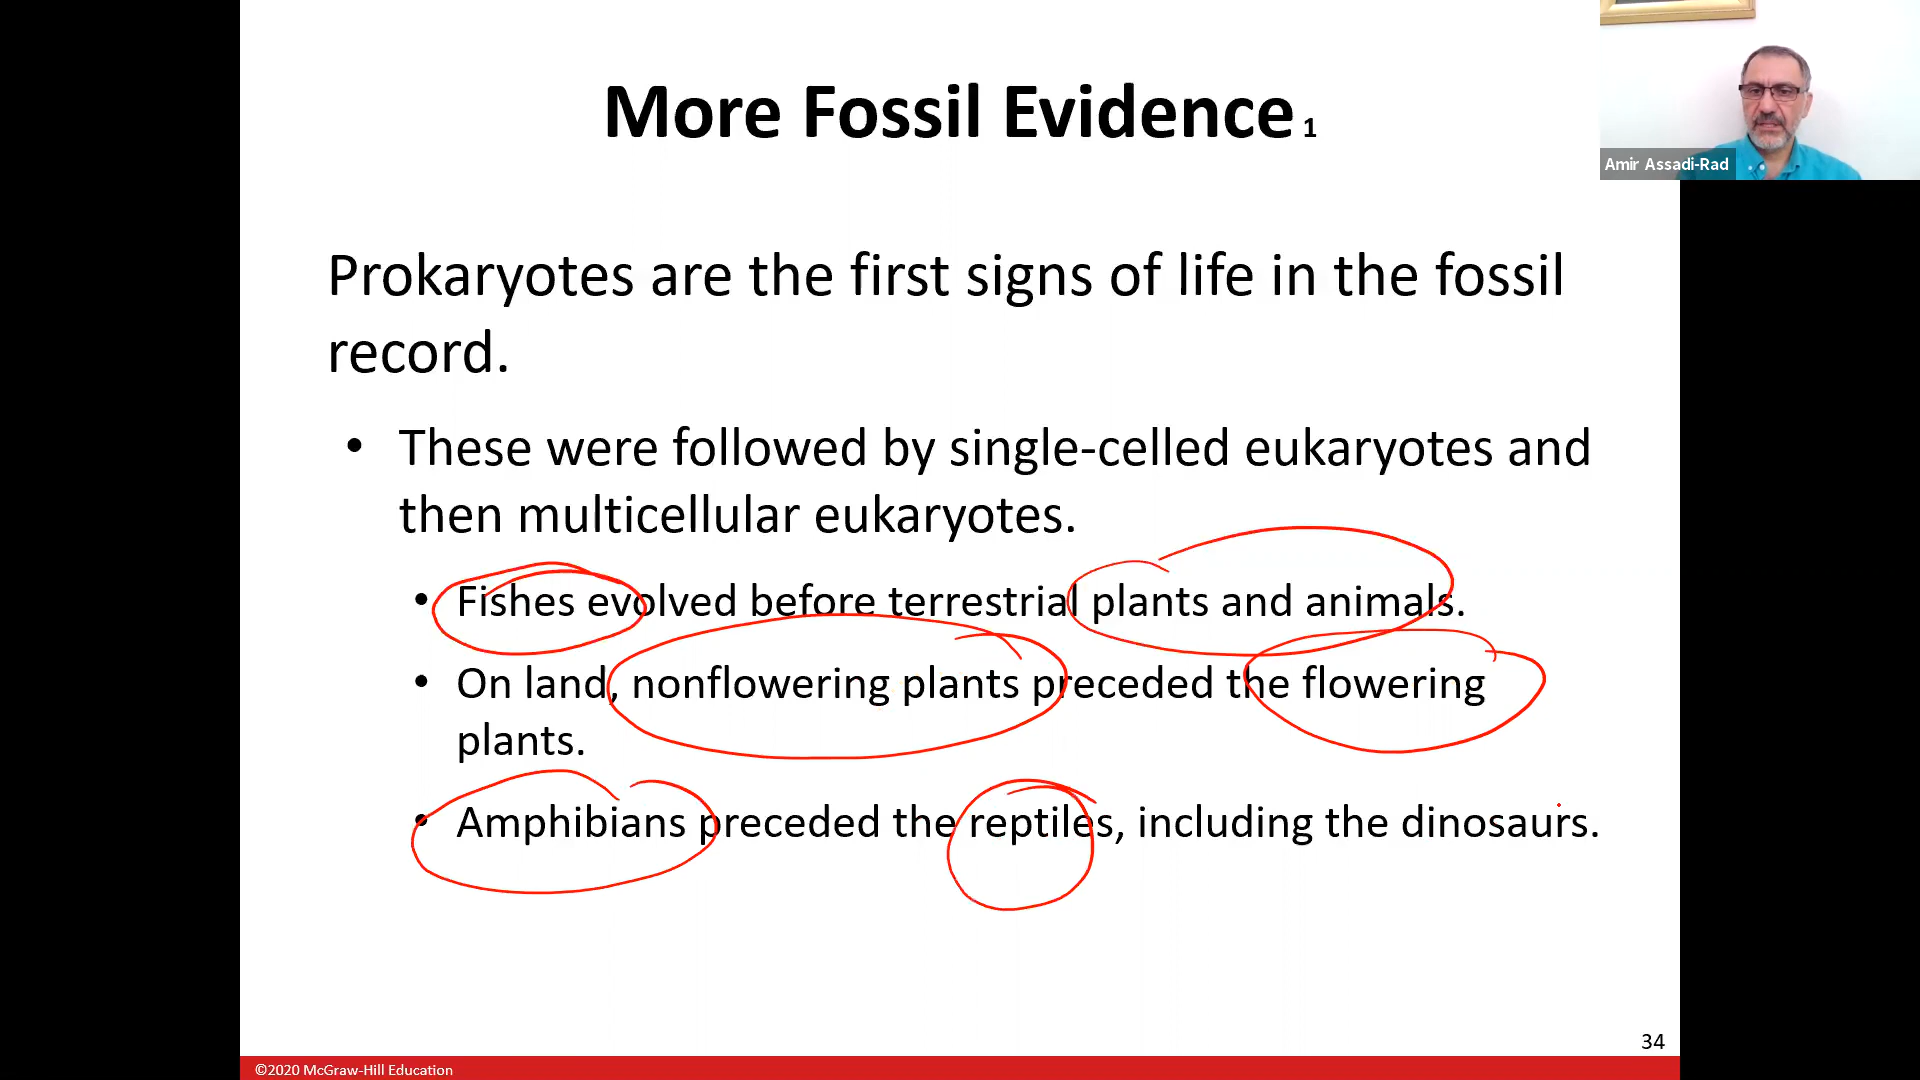 More Fossil Evidence 1
Amir Assadi-Rad
Prokaryotes are the first signs of life in the fossil
record.
• These were followed by single-celled eukaryotes and
then multicellular eukaryotes.
• Fishes evolved before terrestrial plants and animals.
• On land, nonflowering plants preceded the flowering
plants.
• Amphibians preceded the reptiles, including the dinosaurs.
34
©2020 McGraw-Hill Education